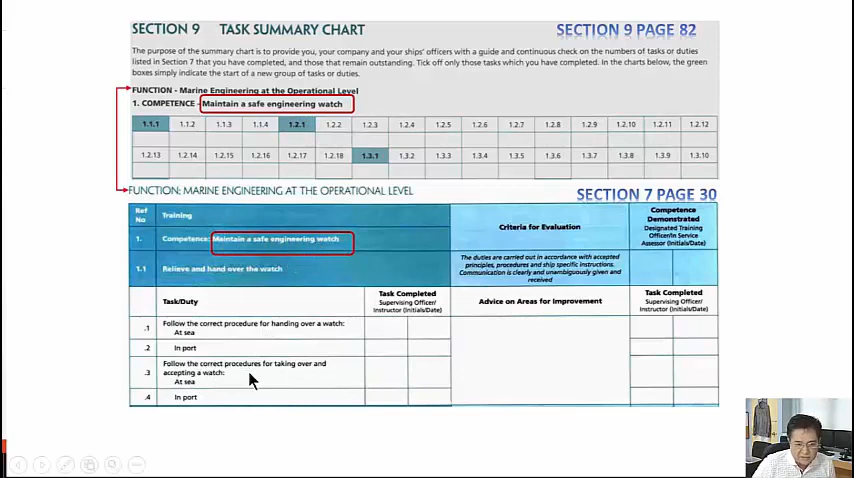 SECTION 9 TASK SUMMARY CHART
SECTION 9 PAGE 82
The purpose of the summary chart is to provide you, your company and your ships' officers with a guide and continuous check on the numbers of tasks or duties
listed in Section 7 that you have completed, and those that remain outstanding. Tick off only those tasks which you have completed. In the charts below, the green
boxes simply indicate the start of a new group of tasks or duties.
FUNCTION - Marine Engineering at the Operational Level
1. COMPETENCE - Maintain a safe engineering watch
1.1.1 1.1.2 1.1.3 1.1.4 1.2.1 1.2.2 1.2.3 1.2.4 1.2.5 1.2.6 1.2.7 1.2.8 1.2.9 1.2.10 1.2.11 1.2.12
1.2.13 1.2.14 1.2.15 1.2.16 1.2.17 1.2.18 1.3.1 1.3.2 1.3.3 1.3.4 1.3.5 1.3.6 1.3.7 1.3.8 1.3.9 1.3.10
FUNCTION: MARINE ENGINEERING AT THE OPERATIONAL LEVEL
SECTION 7 PAGE 30
Ref
No
Training
Criteria for Evaluation
Competence
Demonstrated
Designated Training
Officer/In Service
Assessor (Initials/Date)
1. Competence: Maintain a safe engineering watch
1.1 Relieve and hand over the watch
The duties are carried out in accordance with accepted
principles, procedures and ship specific instructions.
Communication is clearly and unambiguously given and
received
Task/Duty
Task Completed
Supervising Officer/
Instructor (Initials/Date)
Advice on Areas for Improvement
Task Completed
Supervising Officer/
Instructor (Initials/Date)
.1 Follow the correct procedure for handing over a watch:
At sea
.2 In port
.3 Follow the correct procedures for taking over and
accepting a watch:
At sea
.4 In port